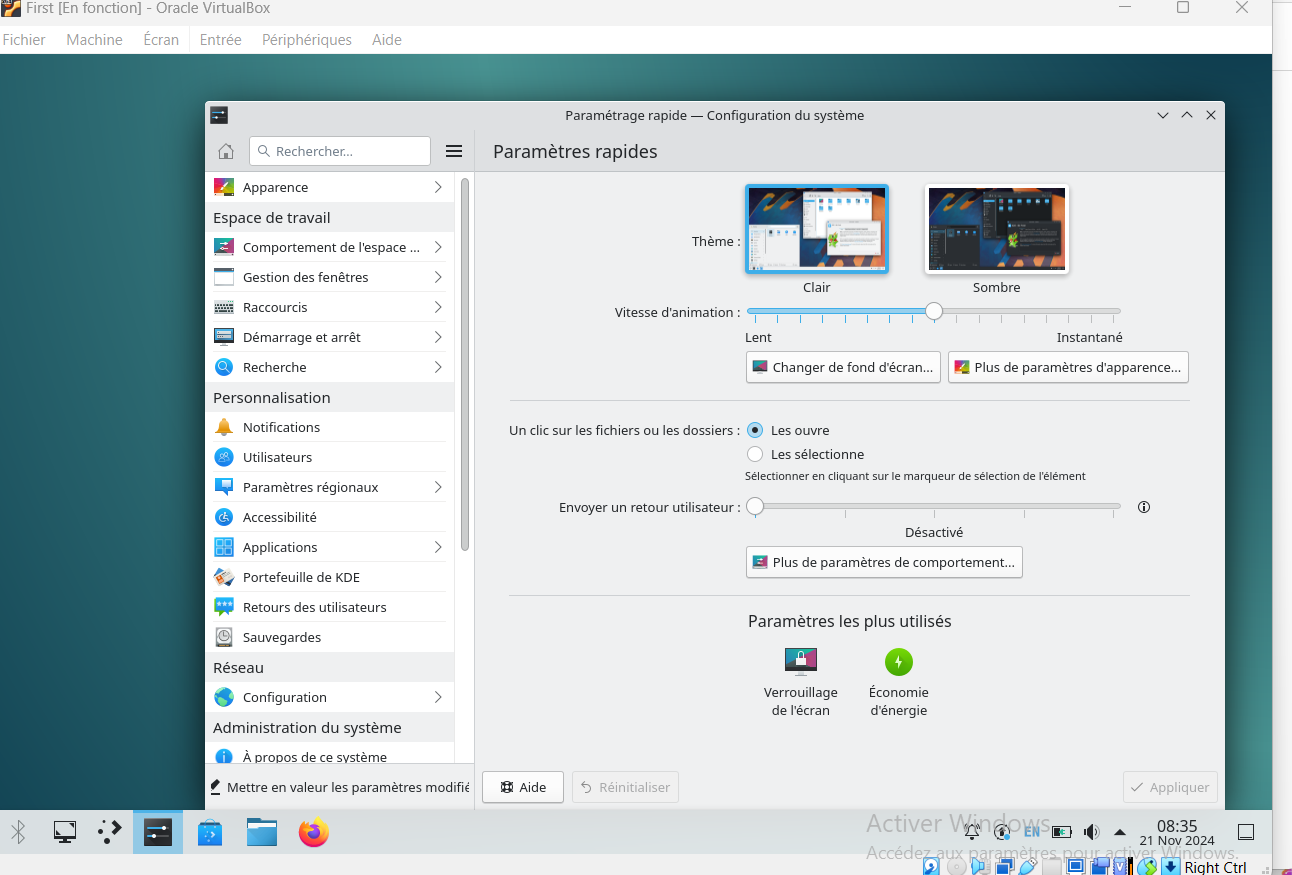 First [En fonction] - Oracle VirtualBox
Fichier Machine Écran Entrée Périphériques Aide
Paramétrage rapide — Configuration du système
Rechercher...
Paramètres rapides
Apparence
Espace de travail
Comportement de l'espace ...
Gestion des fenêtres
Raccourcis
Démarrage et arrêt
Recherche
Personnalisation
Notifications
Utilisateurs
Paramètres régionaux
Accessibilité
Applications
Portefeuille de KDE
Retours des utilisateurs
Sauvegardes
Réseau
Configuration
Administration du système
À propos de ce système
Mettre en valeur les paramètres modifié
Thème :
Clair Sombre
Vitesse d'animation :
Lent Instantané
Changer de fond d'écran... Plus de paramètres d'apparence...
Un clic sur les fichiers ou les dossiers : Les ouvre
Les sélectionne
Sélectionner en cliquant sur le marqueur de sélection de l'élément
Envoyer un retour utilisateur :
Désactivé
Plus de paramètres de comportement...
Paramètres les plus utilisés
Verrouillage
de l'écran
Économie
d'énergie
Aide Réinitialiser Appliquer
Activer Windows
Accédez aux paramètres pour activer Windows.
EN
08:35
21 Nov 2024
Right Ctrl